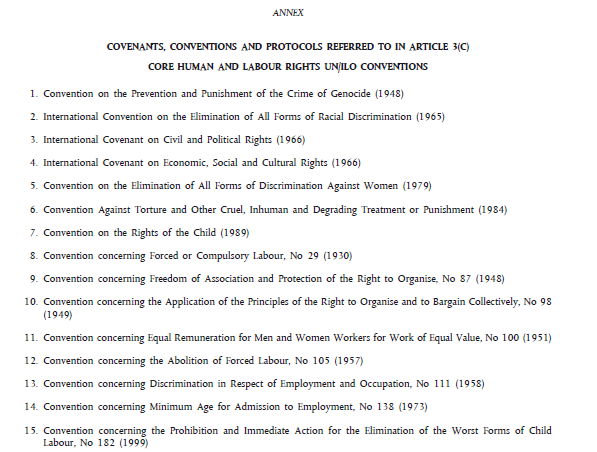 ANNEX
COVENANTS, CONVENTIONS AND PROTOCOLS REFERRED TO IN ARTICLE 3(C)
CORE HUMAN AND LABOUR RIGHTS UN/ILO CONVENTIONS
1. Convention on the Prevention and Punishment of the Crime of Genocide (1948)
2. International Convention on the Elimination of All Forms of Racial Discrimination (1965)
3. International Covenant on Civil and Political Rights (1966)
4. International Covenant on Economic, Social and Cultural Rights (1966)
5. Convention on the Elimination of All Forms of Discrimination Against Women (1979)
6. Convention Against Torture and Other Cruel, Inhuman and Degrading Treatment or Punishment (1984)
7. Convention on the Rights of the Child (1989)
8. Convention concerning Forced or Compulsory Labour, No 29 (1930)
9. Convention concerning Freedom of Association and Protection of the Right to Organise, No 87 (1948)
10. Convention concerning the Application of the Principles of the Right to Organise and to Bargain Collectively, No 98
(1949)
11. Convention concerning Equal Remuneration for Men and Women Workers for Work of Equal Value, No 100 (1951)
12. Convention concerning the Abolition of Forced Labour, No 105 (1957)
13. Convention concerning Discrimination in Respect of Employment and Occupation, No 111 (1958)
14. Convention concerning Minimum Age for Admission to Employment, No 138 (1973)
15. Convention concerning the Prohibition and Immediate Action for the Elimination of the Worst Forms of Child
Labour, No 182 (1999)